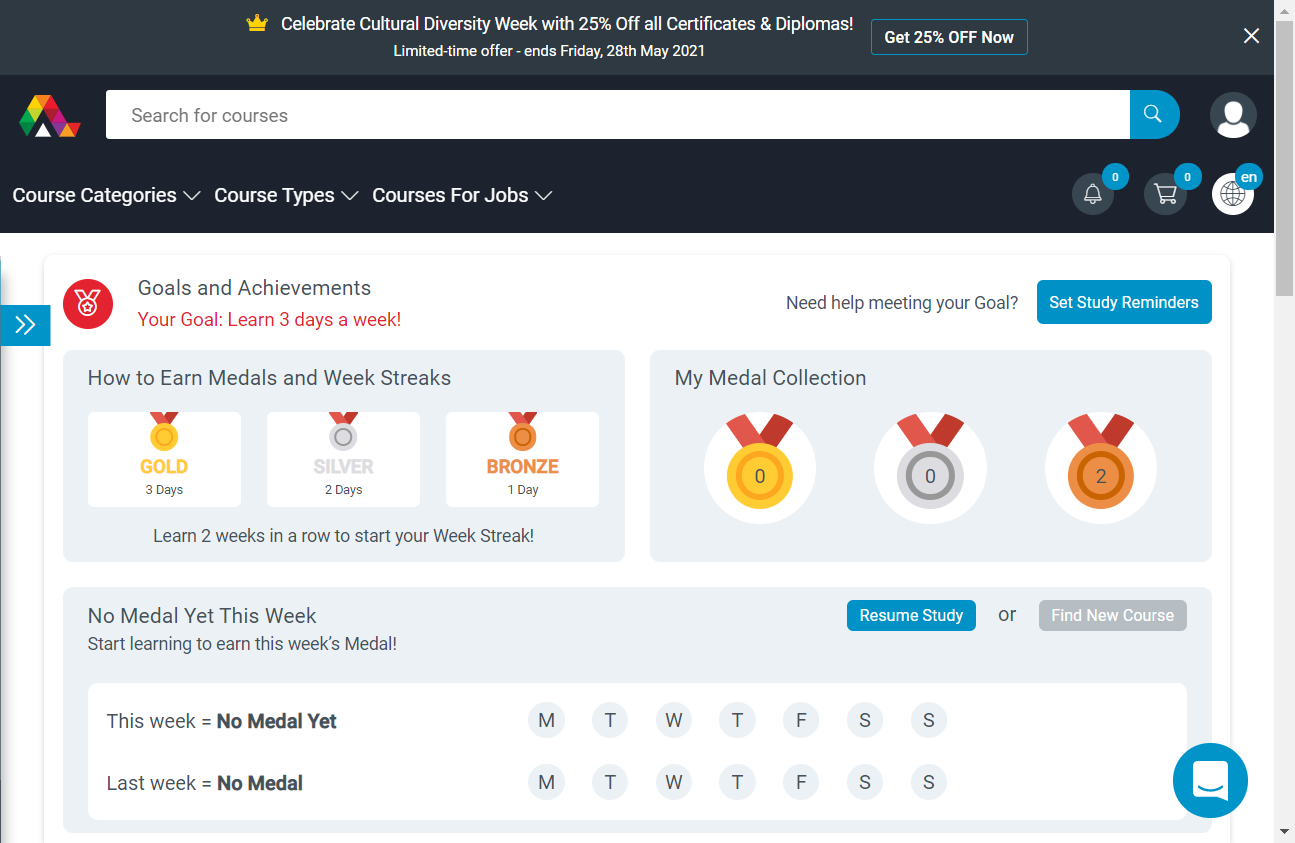 Celebrate Cultural Diversity Week with 25% Off all Certificates & Diplomas!
Limited-time offer - ends Friday, 28th May 2021
Get 25% OFF Now
Search for courses
Course Categories
Course Types
Courses For Jobs
0
0
en
Goals and Achievements
Your Goal: Learn 3 days a week!
Need help meeting your Goal?
Set Study Reminders
How to Earn Medals and Week Streaks
GOLD
3 Days
SILVER
2 Days
BRONZE
1 Day
Learn 2 weeks in a row to start your Week Streak!
My Medal Collection
0
0
2
No Medal Yet This Week
Start learning to earn this week’s Medal!
Resume Study
or
Find New Course
This week = No Medal Yet
M T W T F S S
Last week = No Medal
M T W T F S S